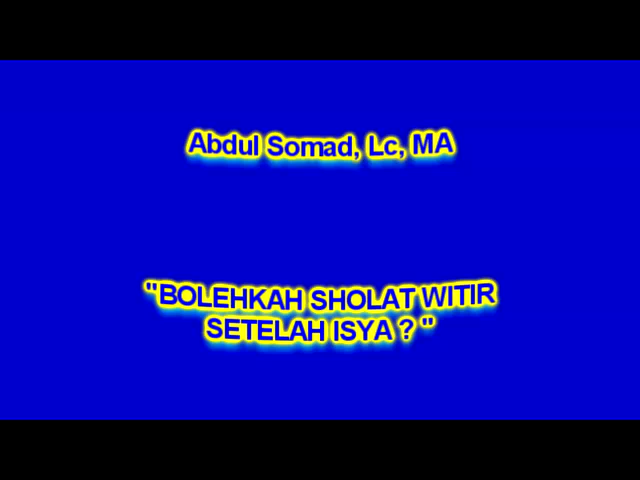 Abdul Somad, Lc, MA
"BOLEHKAH SHOLAT WITIR
SETELAH ISYA ? "